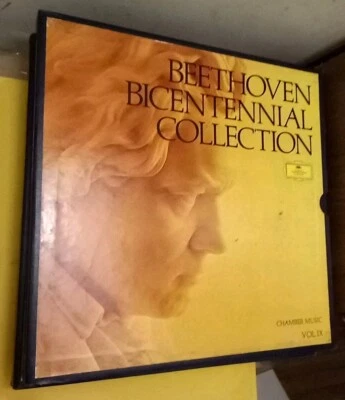 BEETHOVEN
BICENTENNIAL
COLLECTION
CHAMBER MUSIC
VOL. IX